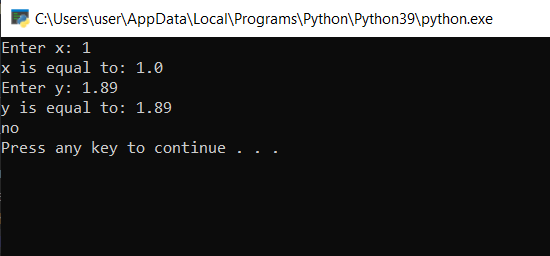 C:\Users\user\AppData\Local\Programs\Python\Python39\python.exe
Enter x: 1
x is equal to: 1.0
Enter y: 1.89
y is equal to: 1.89
no
Press any key to continue . . .